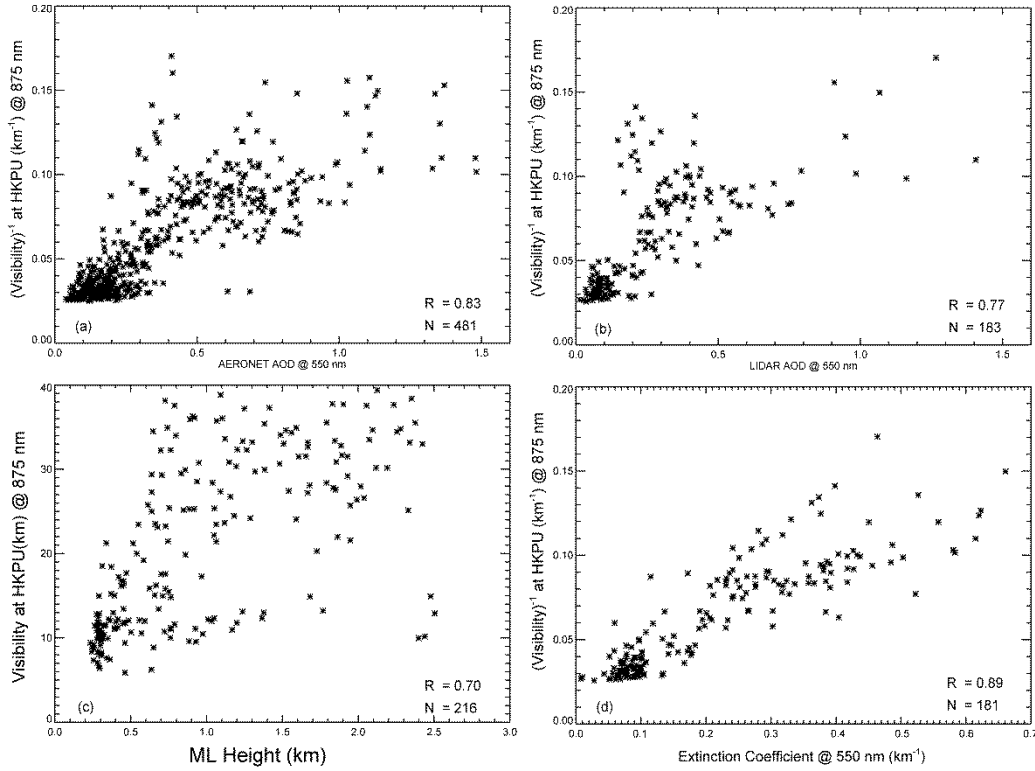 0.20
0.15
0.10
0.05
0.00
(Visibility)⁻¹ at HKPU (km⁻¹) @ 875 nm
(a)
R = 0.83
N = 481
0.0 0.5 1.0 1.5
AERONET AOD @ 550 nm
0.20
0.15
0.10
0.05
0.00
(Visibility)⁻¹ at HKPU (km⁻¹) @ 875 nm
(b)
R = 0.77
N = 183
0.0 0.5 1.0 1.5
LIDAR AOD @ 550 nm
40
30
20
10
0
Visibility at HKPU(km) @ 875 nm
(c)
R = 0.70
N = 216
0.0 0.5 1.0 1.5 2.0 2.5 3.0
ML Height (km)
0.20
0.15
0.10
0.05
0.00
(Visibility)⁻¹ at HKPU (km⁻¹) @ 875 nm
(d)
R = 0.89
N = 181
0.0 0.1 0.2 0.3 0.4 0.5 0.6 0.7
Extinction Coefficient @ 550 nm (km⁻¹)